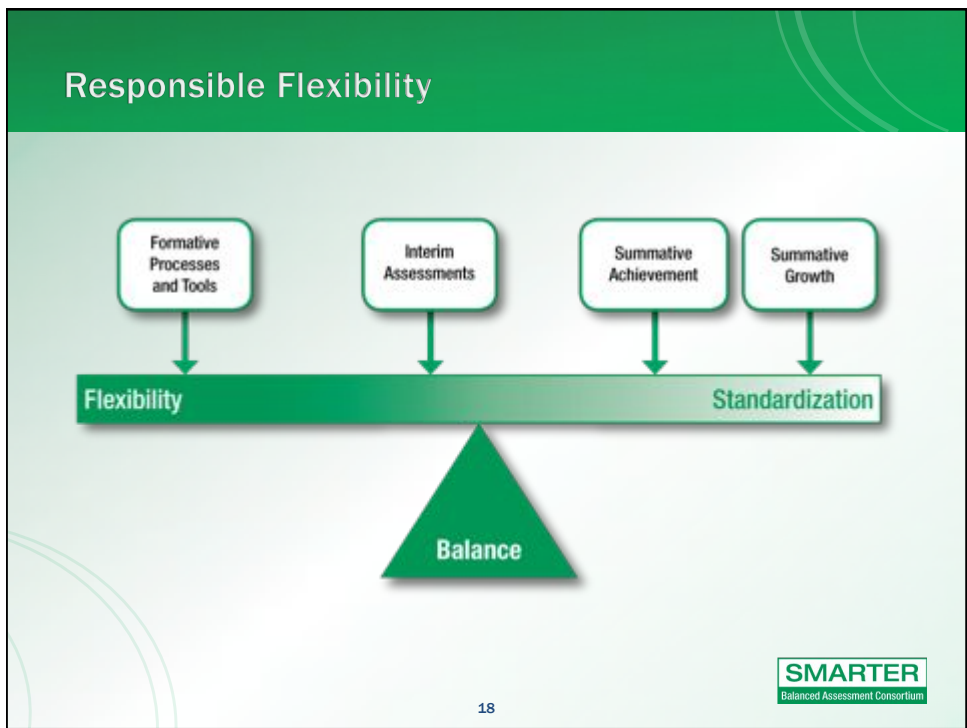 Responsible Flexibility
Formative
Processes
and Tools
Interim
Assessments
Summative
Achievement
Summative
Growth
Flexibility
Standardization
Balance
18
SMARTER
Balanced Assessment Consortium